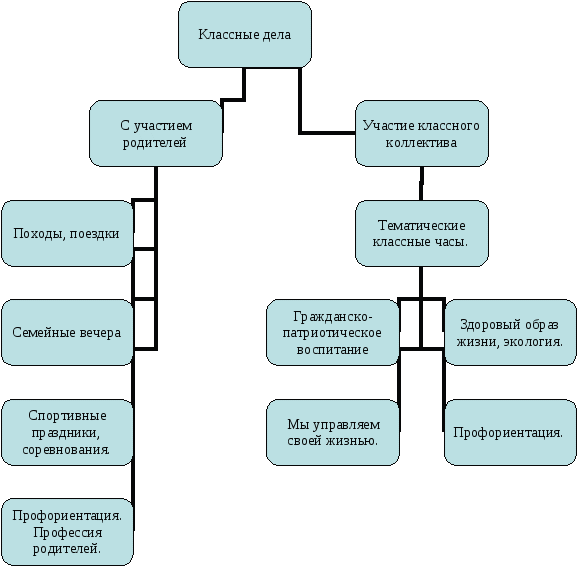 Классные дела
С участием
родителей
Участие классного
коллектива
Походы, поездки
Тематические
классные часы.
Семейные вечера
Гражданско-
патриотическое
воспитание
Здоровый образ
жизни, экология.
Спортивные
праздники,
соревнования.
Мы управляем
своей жизнью.
Профориентация.
Профориентация.
Профессия
родителей.